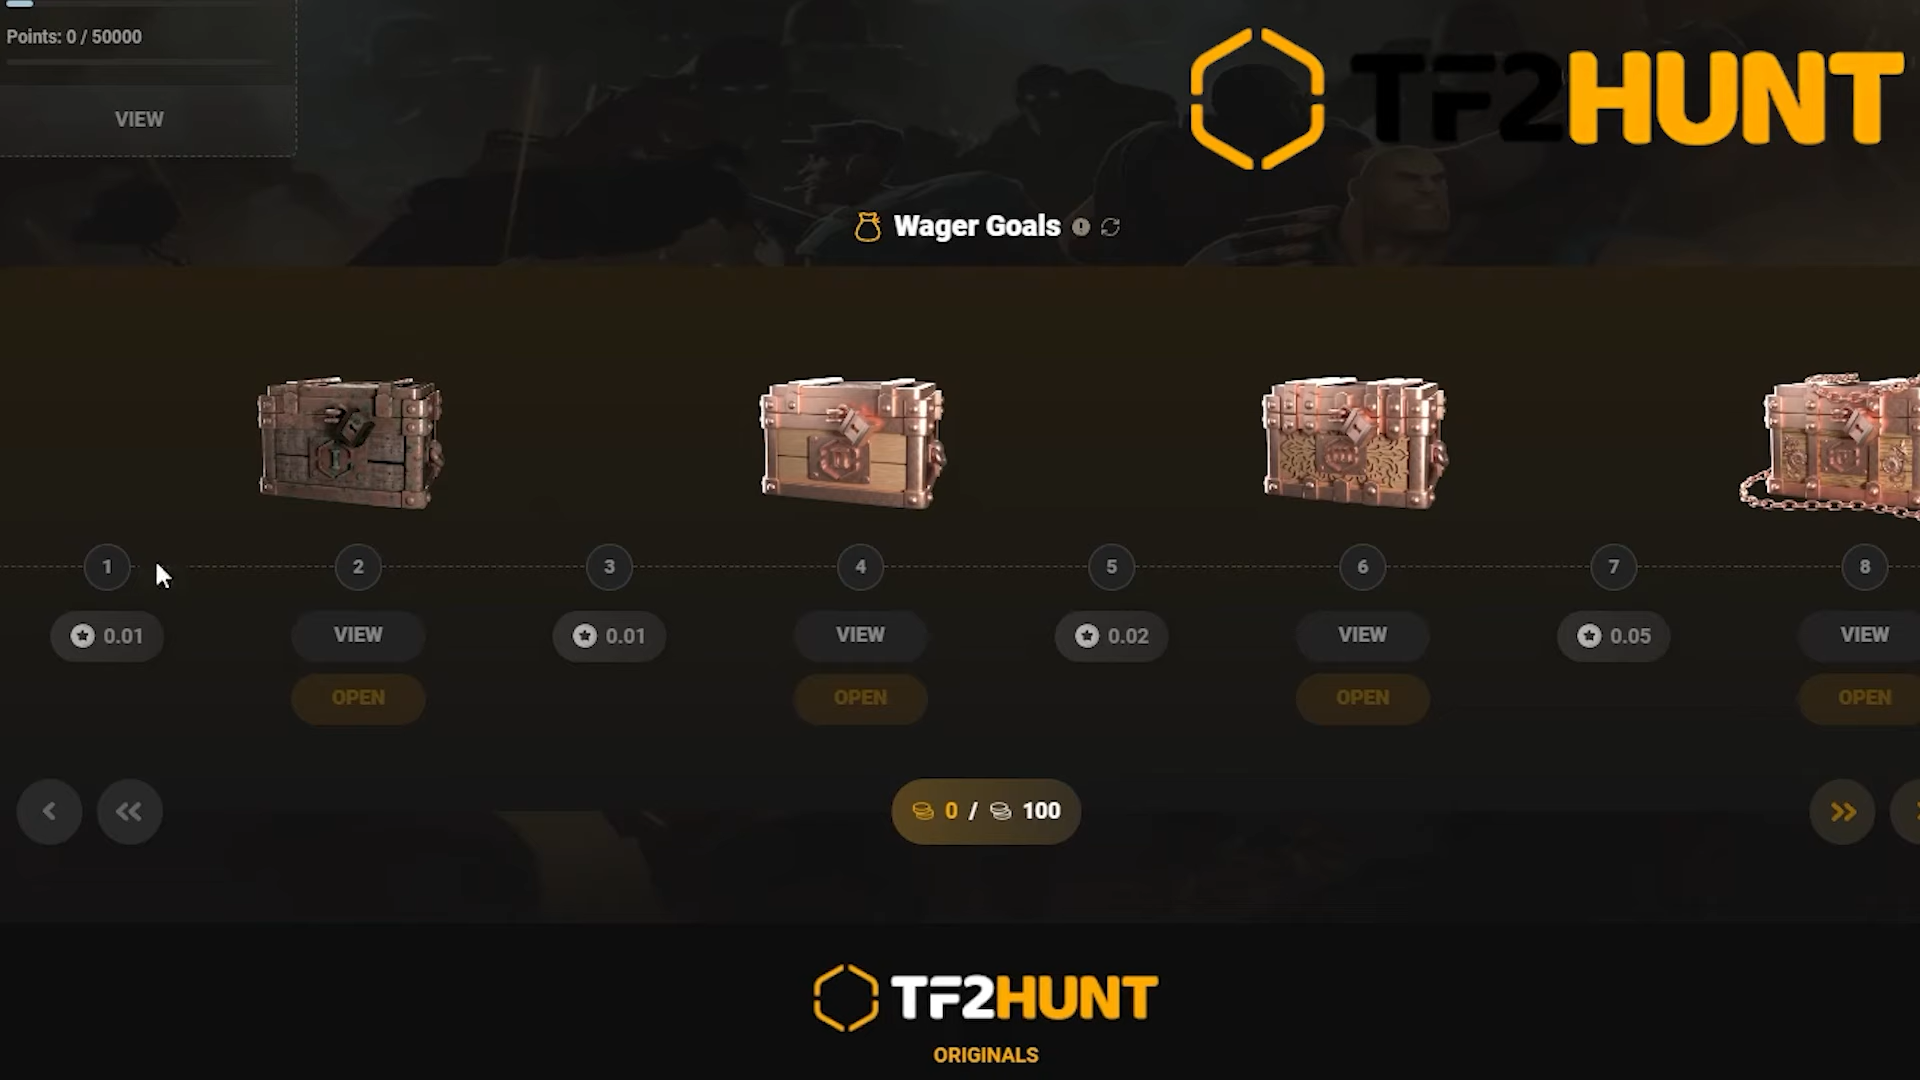 Points: 0 / 50000
VIEW
TF2HUNT
Wager Goals
1 2 3 4 5 6 7 8
0.01 VIEW 0.01 VIEW 0.02 VIEW 0.05 VIEW
OPEN OPEN OPEN OPEN
0 / 100
TF2HUNT
ORIGINALS